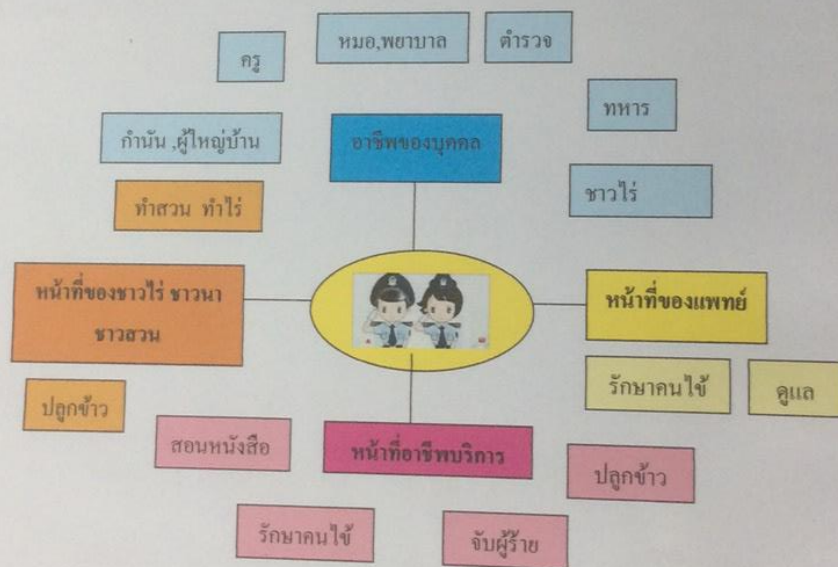 หมอ,พยาบาล
ตำรวจ
ครู
ทหาร
กำนัน ,ผู้ใหญ่บ้าน
อาชีพของบุคคล
ชาวไร่
ทำสวน ทำไร่
หน้าที่ของชาวไร่ ชาวนา
ชาวสวน
หน้าที่ของแพทย์
รักษาคนไข้
ดูแล
ปลูกข้าว
สอนหนังสือ
หน้าที่อาชีพบริการ
ปลูกข้าว
รักษาคนไข้
จับผู้ร้าย